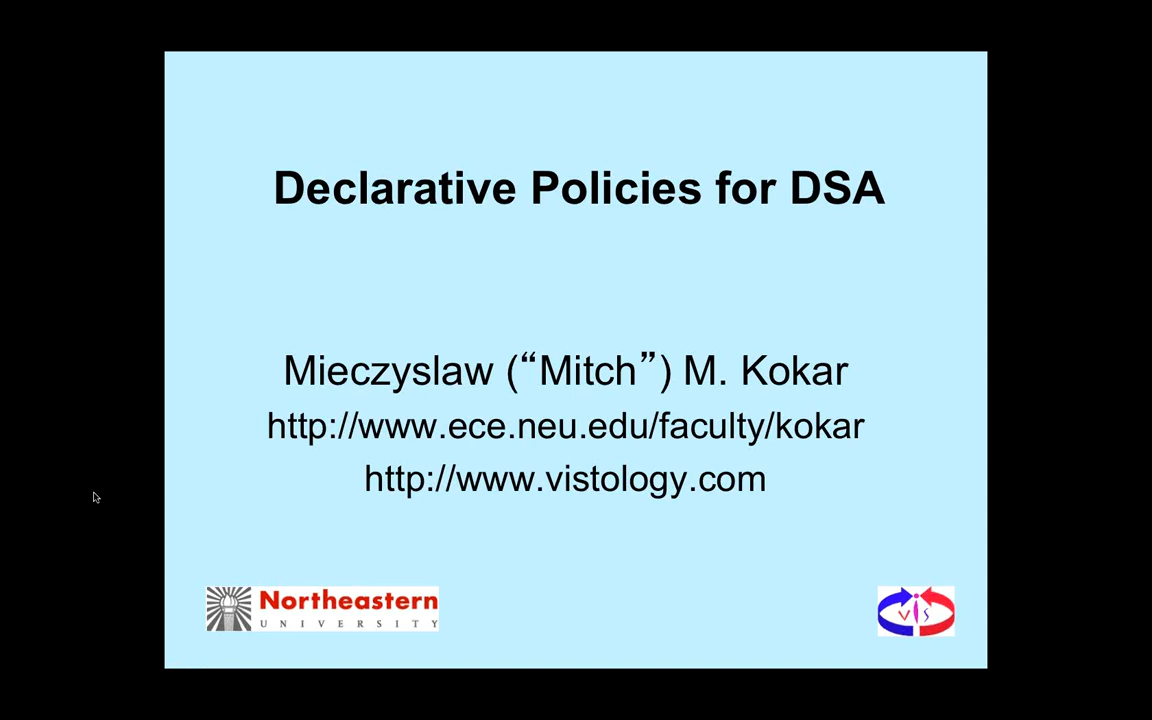 Declarative Policies for DSA
Mieczyslaw (“Mitch”) M. Kokar
http://www.ece.neu.edu/faculty/kokar
http://www.vistology.com
Northeastern
UNIVERSITY
VIS